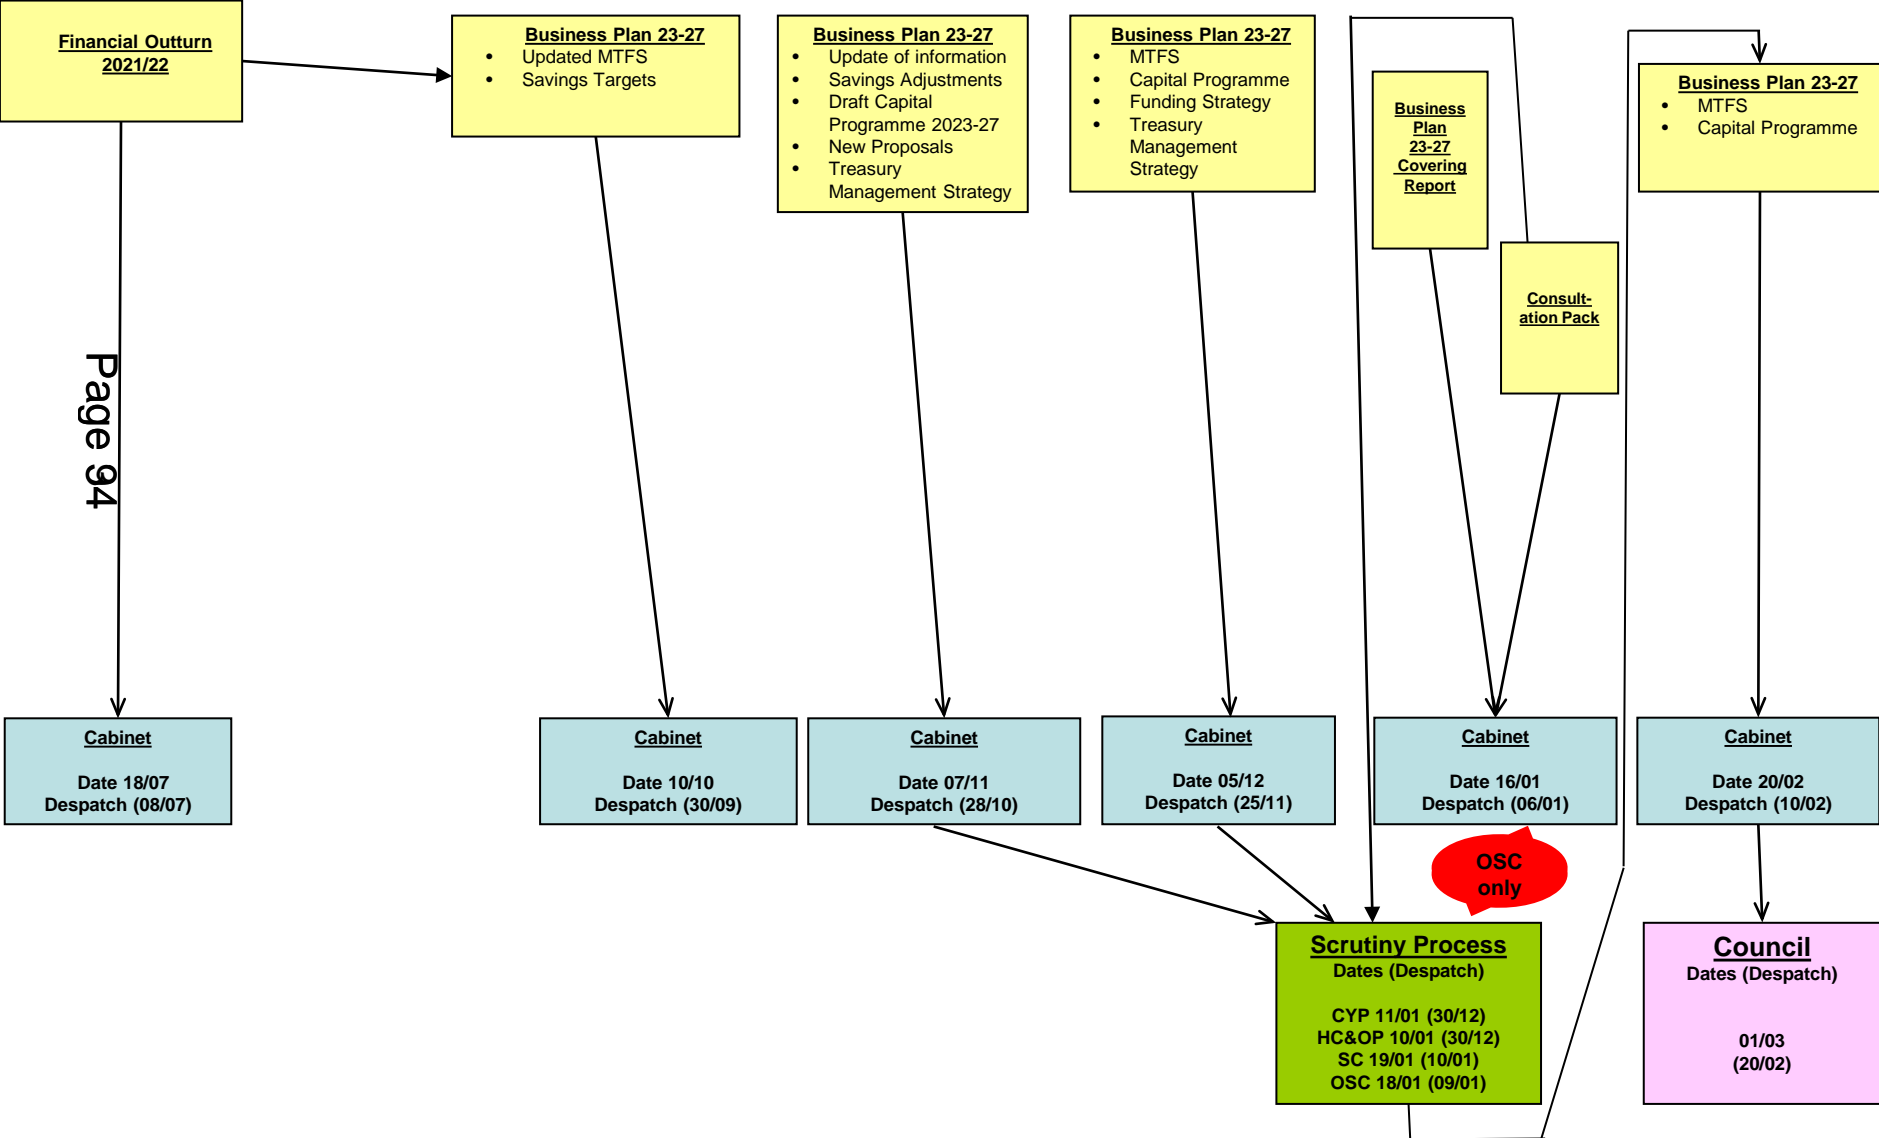 Financial Outturn
2021/22
Business Plan 23-27
• Updated MTFS
• Savings Targets
Business Plan 23-27
• Update of information
• Savings Adjustments
• Draft Capital
Programme 2023-27
• New Proposals
• Treasury
Management Strategy
Business Plan 23-27
• MTFS
• Capital Programme
• Funding Strategy
• Treasury
Management
Strategy
Business
Plan
23-27
Covering
Report
Consult-
ation Pack
Business Plan 23-27
• MTFS
• Capital Programme
Page 94
Cabinet
Date 18/07
Despatch (08/07)
Cabinet
Date 10/10
Despatch (30/09)
Cabinet
Date 07/11
Despatch (28/10)
Cabinet
Date 05/12
Despatch (25/11)
Cabinet
Date 16/01
Despatch (06/01)
Cabinet
Date 20/02
Despatch (10/02)
OSC
only
Scrutiny Process
Dates (Despatch)
CYP 11/01 (30/12)
HC&OP 10/01 (30/12)
SC 19/01 (10/01)
OSC 18/01 (09/01)
Council
Dates (Despatch)
01/03
(20/02)